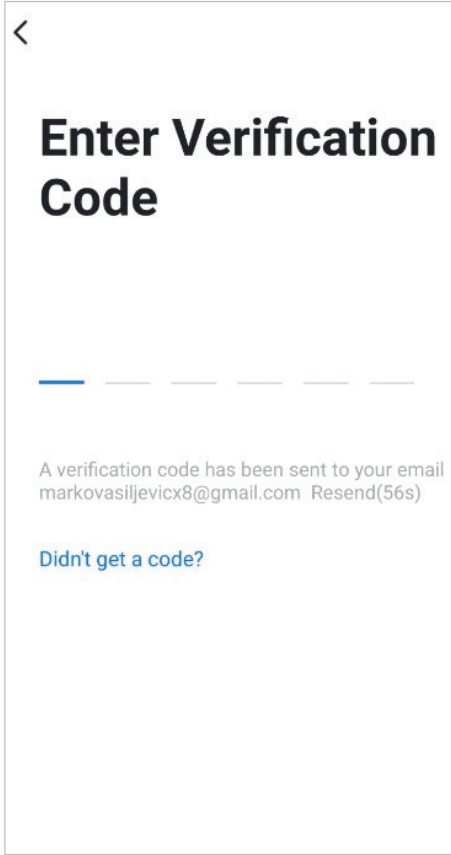 Enter Verification
Code
A verification code has been sent to your email
markovasiljevicx8@gmail.com Resend(56s)
Didn't get a code?